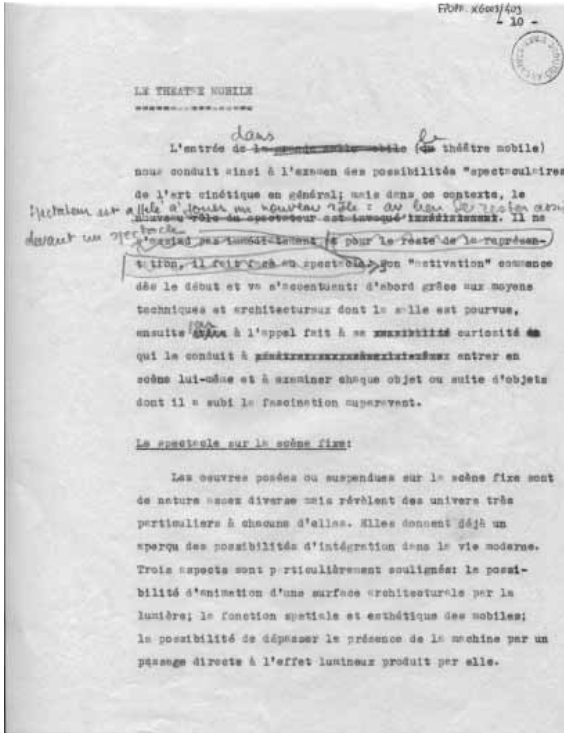 FPOPP. X6003/403
- 10 -
LE THEATRE MOBILE
L'entrée dans le théâtre mobile)
nous conduit ainsi à l'examen des possibilités "spectaculaires
de l'art cinétique en général; mais dans ce contexte, le
spectateur est appelé à jouer un nouveau rôle: au lieu de rester assis
nouveau rôle du spectateur est invoqué immédiatement. Il ne
devant un spectacle
s'assied pas immédiatement et pour le reste de la représen-
tation, il fait face au spectacle: son "activation" commence
dès le début et va s'accentuent: d'abord grâce aux moyens
techniques et architecturaux dont la salle est pourvue,
ensuite par à l'appel fait à sa curiosité
qui le conduit à entrer en
scène lui-même et à examiner chaque objet ou suite d'objets
dont il a subi la fascination auparavant.
Le spectacle sur la scène fixe:
Les oeuvres posées ou suspendues sur la scène fixe sont
de nature assez diverse mais révèlent des univers très
particuliers à chacune d'elles. Elles donnent déjà un
aperçu des possibilités d'intégration dans la vie moderne.
Trois aspects sont particulièrement soulignés: la possi-
bilité d'animation d'une surface architecturale par la
lumière; la fonction spatiale et esthétique des mobiles;
la possibilité de dépasser la présence de la machine par un
passage directe à l'effet lumineux produit par elle.